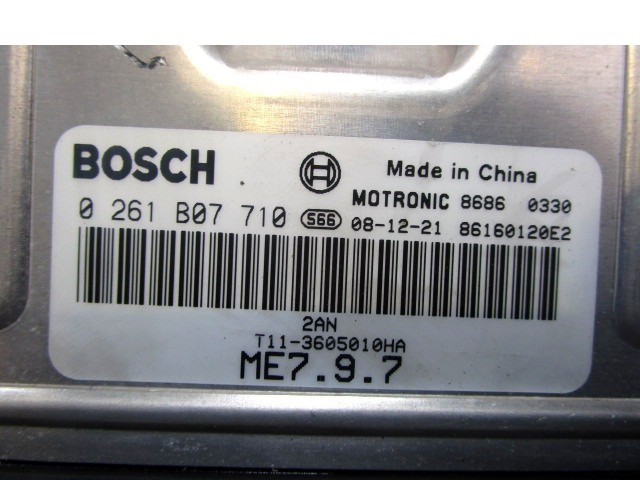 BOSCH Made in China
MOTRONIC 8686 0330
0 261 B07 710 S66 08-12-21 86160120E2
2AN
T11-3605010HA
ME7.9.7